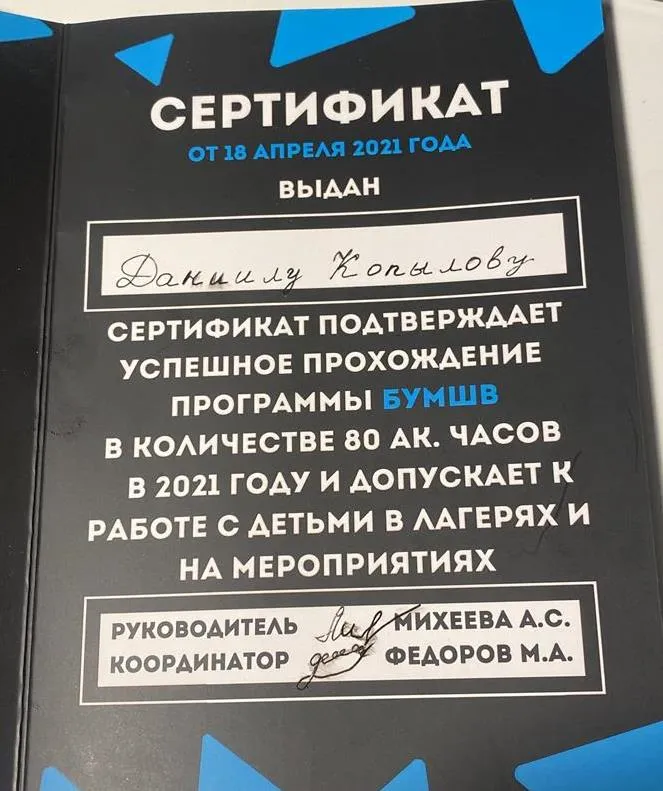 СЕРТИФИКАТ
ОТ 18 АПРЕЛЯ 2021 ГОДА
ВЫДАН
Даниилу Копылову
СЕРТИФИКАТ ПОДТВЕРЖДАЕТ
УСПЕШНОЕ ПРОХОЖДЕНИЕ
ПРОГРАММЫ БУМШВ
В КОЛИЧЕСТВЕ 80 АК. ЧАСОВ
В 2021 ГОДУ И ДОПУСКАЕТ К
РАБОТЕ С ДЕТЬМИ В ЛАГЕРЯХ И
НА МЕРОПРИЯТИЯХ
РУКОВОДИТЕЛЬ МИХЕЕВА А.С.
КООРДИНАТОР ФЕДОРОВ М.А.